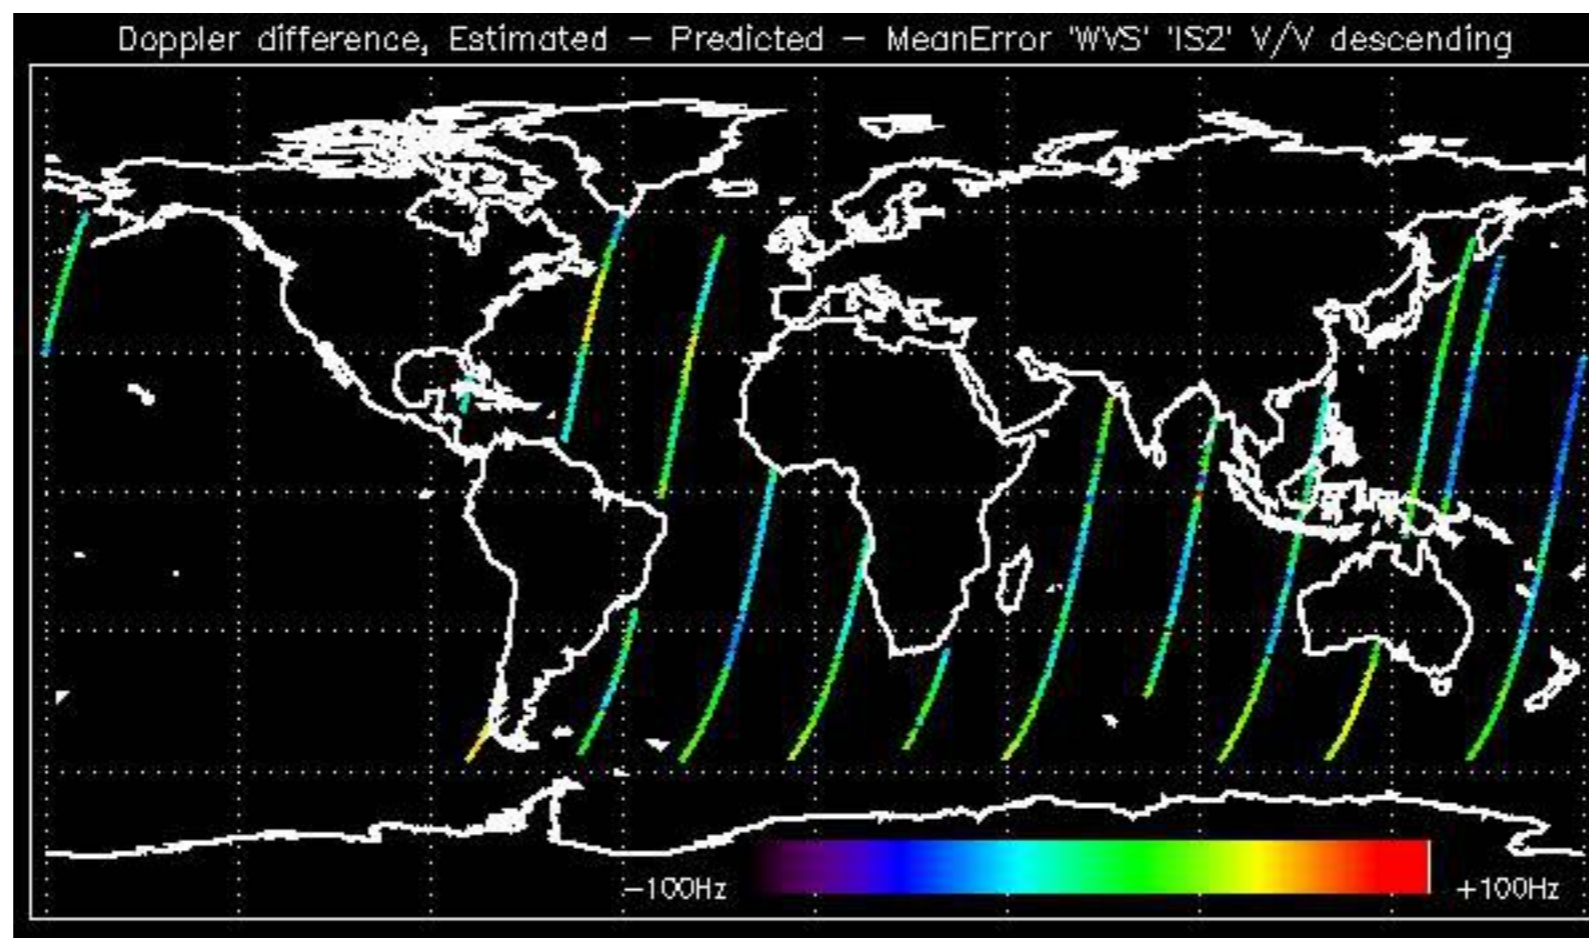 Doppler difference, Estimated - Predicted - MeanError 'WVS' 'IS2' V/V descending
-100Hz +100Hz